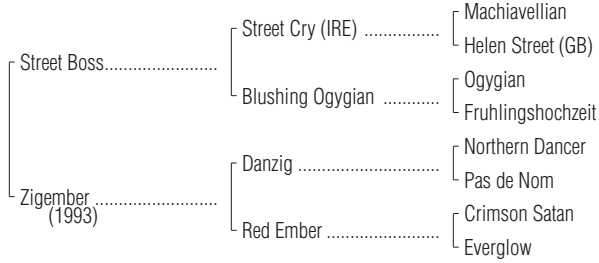 Machiavellian
Street Cry (IRE) ................
Helen Street (GB)
Street Boss........................
Ogygian
Blushing Ogygian ............
Fruhlingshochzeit
Northern Dancer
Danzig ..............................
Pas de Nom
Zigember ..........................
(1993)
Crimson Satan
Red Ember ........................
Everglow